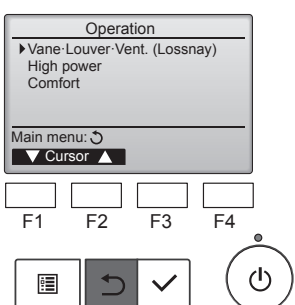 Operation
Vane·Louver·Vent. (Lossnay)
High power
Comfort
Main menu:
Cursor
F1 F2 F3 F4